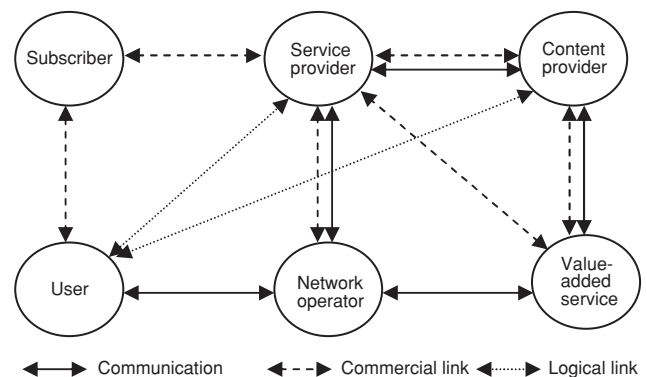 Subscriber
Service
provider
Content
provider
User
Network
operator
Value-
added
service
Communication
Commercial link
Logical link